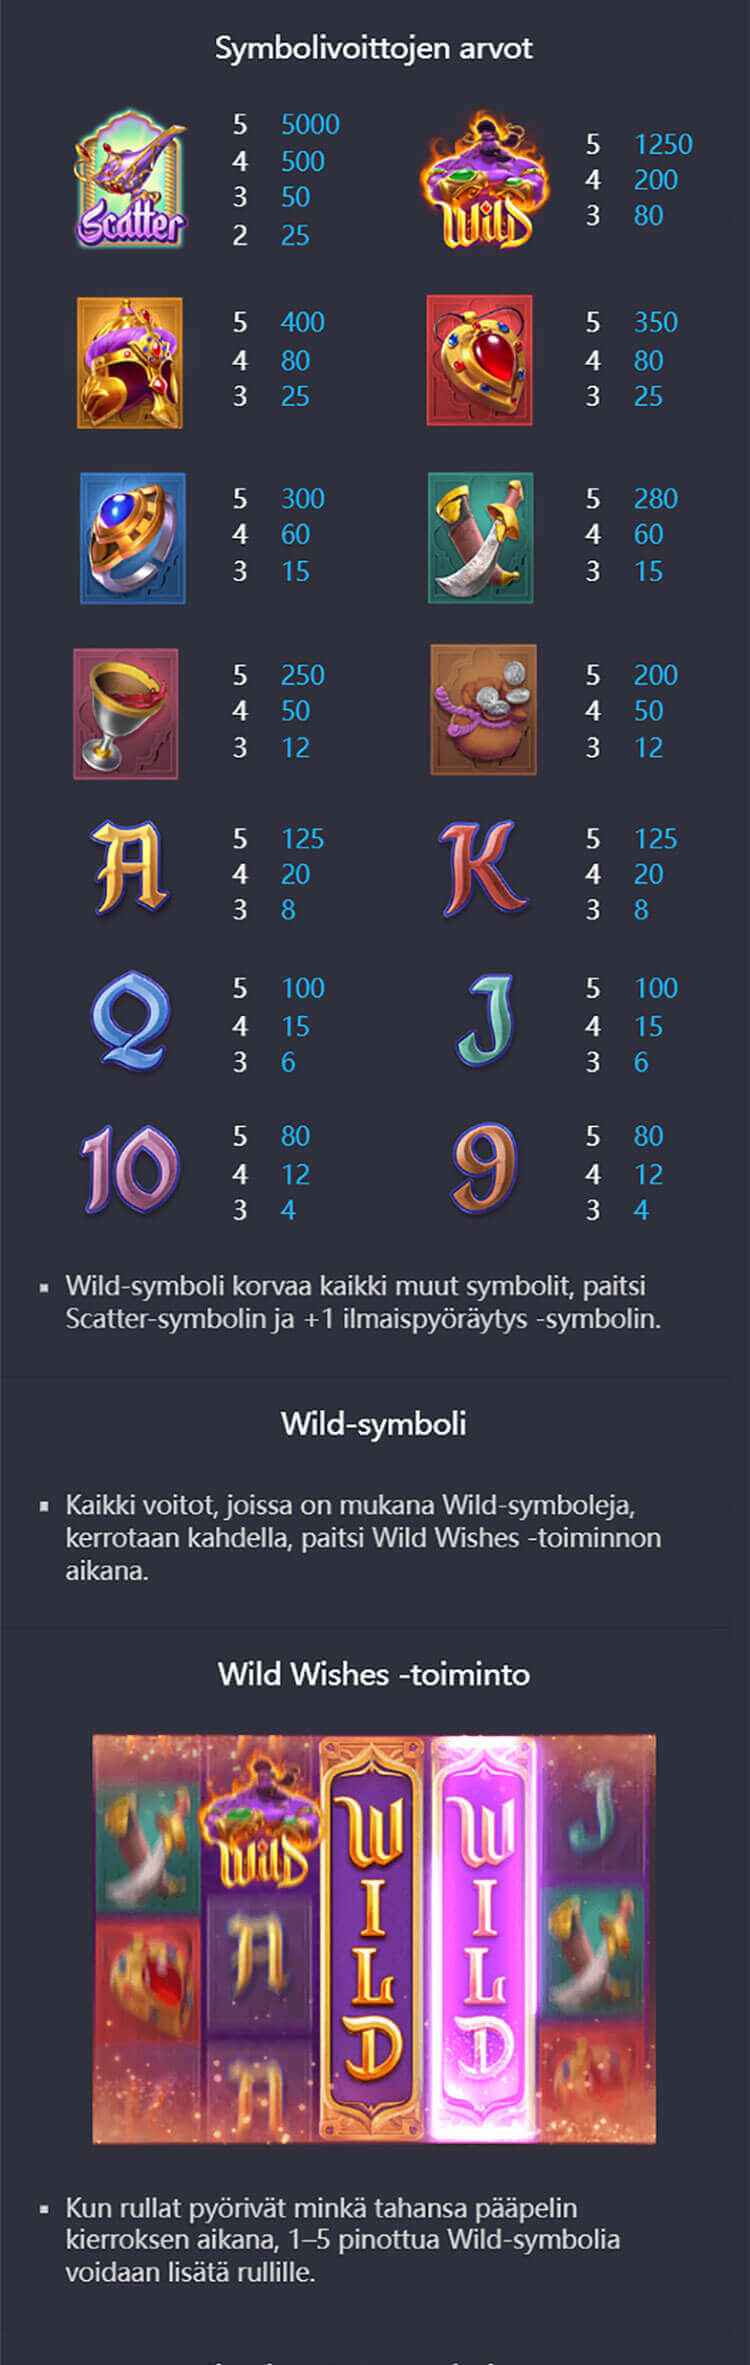 Symbolivoittojen arvot
Scatter
5 5000
4 500
3 50
2 25
Wild
5 1250
4 200
3 80
5 400
4 80
3 25
5 350
4 80
3 25
5 300
4 60
3 15
5 280
4 60
3 15
5 250
4 50
3 12
5 200
4 50
3 12
A
5 125
4 20
3 8
K
5 125
4 20
3 8
Q
5 100
4 15
3 6
J
5 100
4 15
3 6
10
5 80
4 12
3 4
9
5 80
4 12
3 4
▪ Wild-symboli korvaa kaikki muut symbolit, paitsi
Scatter-symbolin ja +1 ilmaispyöräytys -symbolin.
Wild-symboli
▪ Kaikki voitot, joissa on mukana Wild-symboleja,
kerrotaan kahdella, paitsi Wild Wishes -toiminnon
aikana.
Wild Wishes -toiminto
Wild
A
A
WILD
WILD
J
▪ Kun rullat pyörivät minkä tahansa pääpelin
kierroksen aikana, 1–5 pinottua Wild-symbolia
voidaan lisätä rullille.